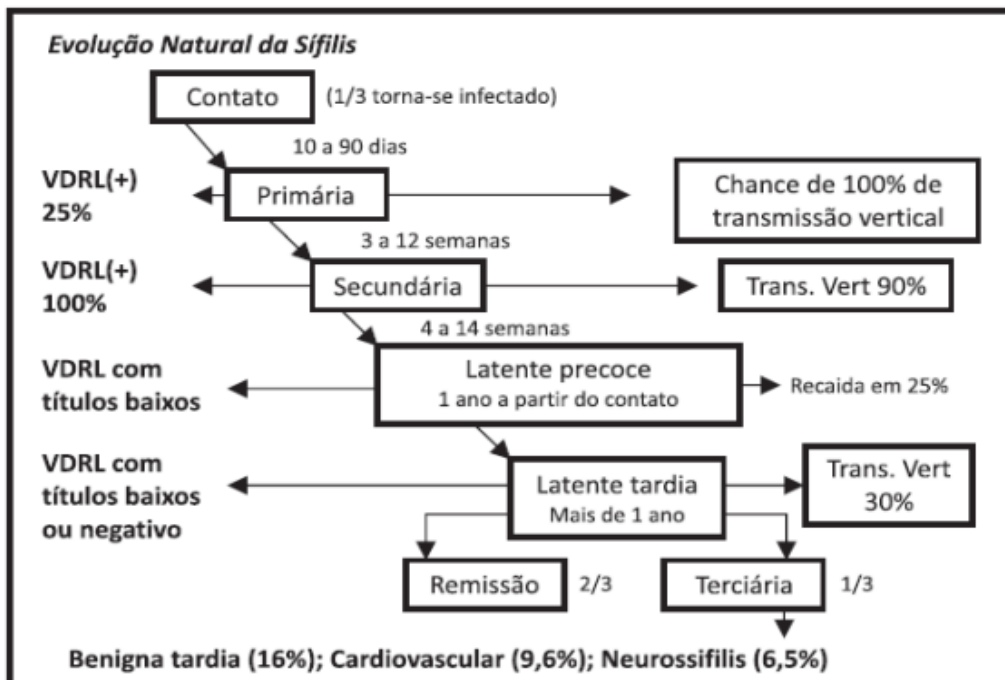 Evolução Natural da Sífilis
Contato
(1/3 torna-se infectado)
10 a 90 dias
VDRL(+)
25%
Primária
Chance de 100% de
transmissão vertical
3 a 12 semanas
VDRL(+)
100%
Secundária
Trans. Vert 90%
4 a 14 semanas
VDRL com
títulos baixos
Latente precoce
1 ano a partir do contato
Recaida em 25%
VDRL com
títulos baixos
ou negativo
Latente tardia
Mais de 1 ano
Trans. Vert
30%
Remissão
2/3
Terciária
1/3
Benigna tardia (16%); Cardiovascular (9,6%); Neurossifilis (6,5%)